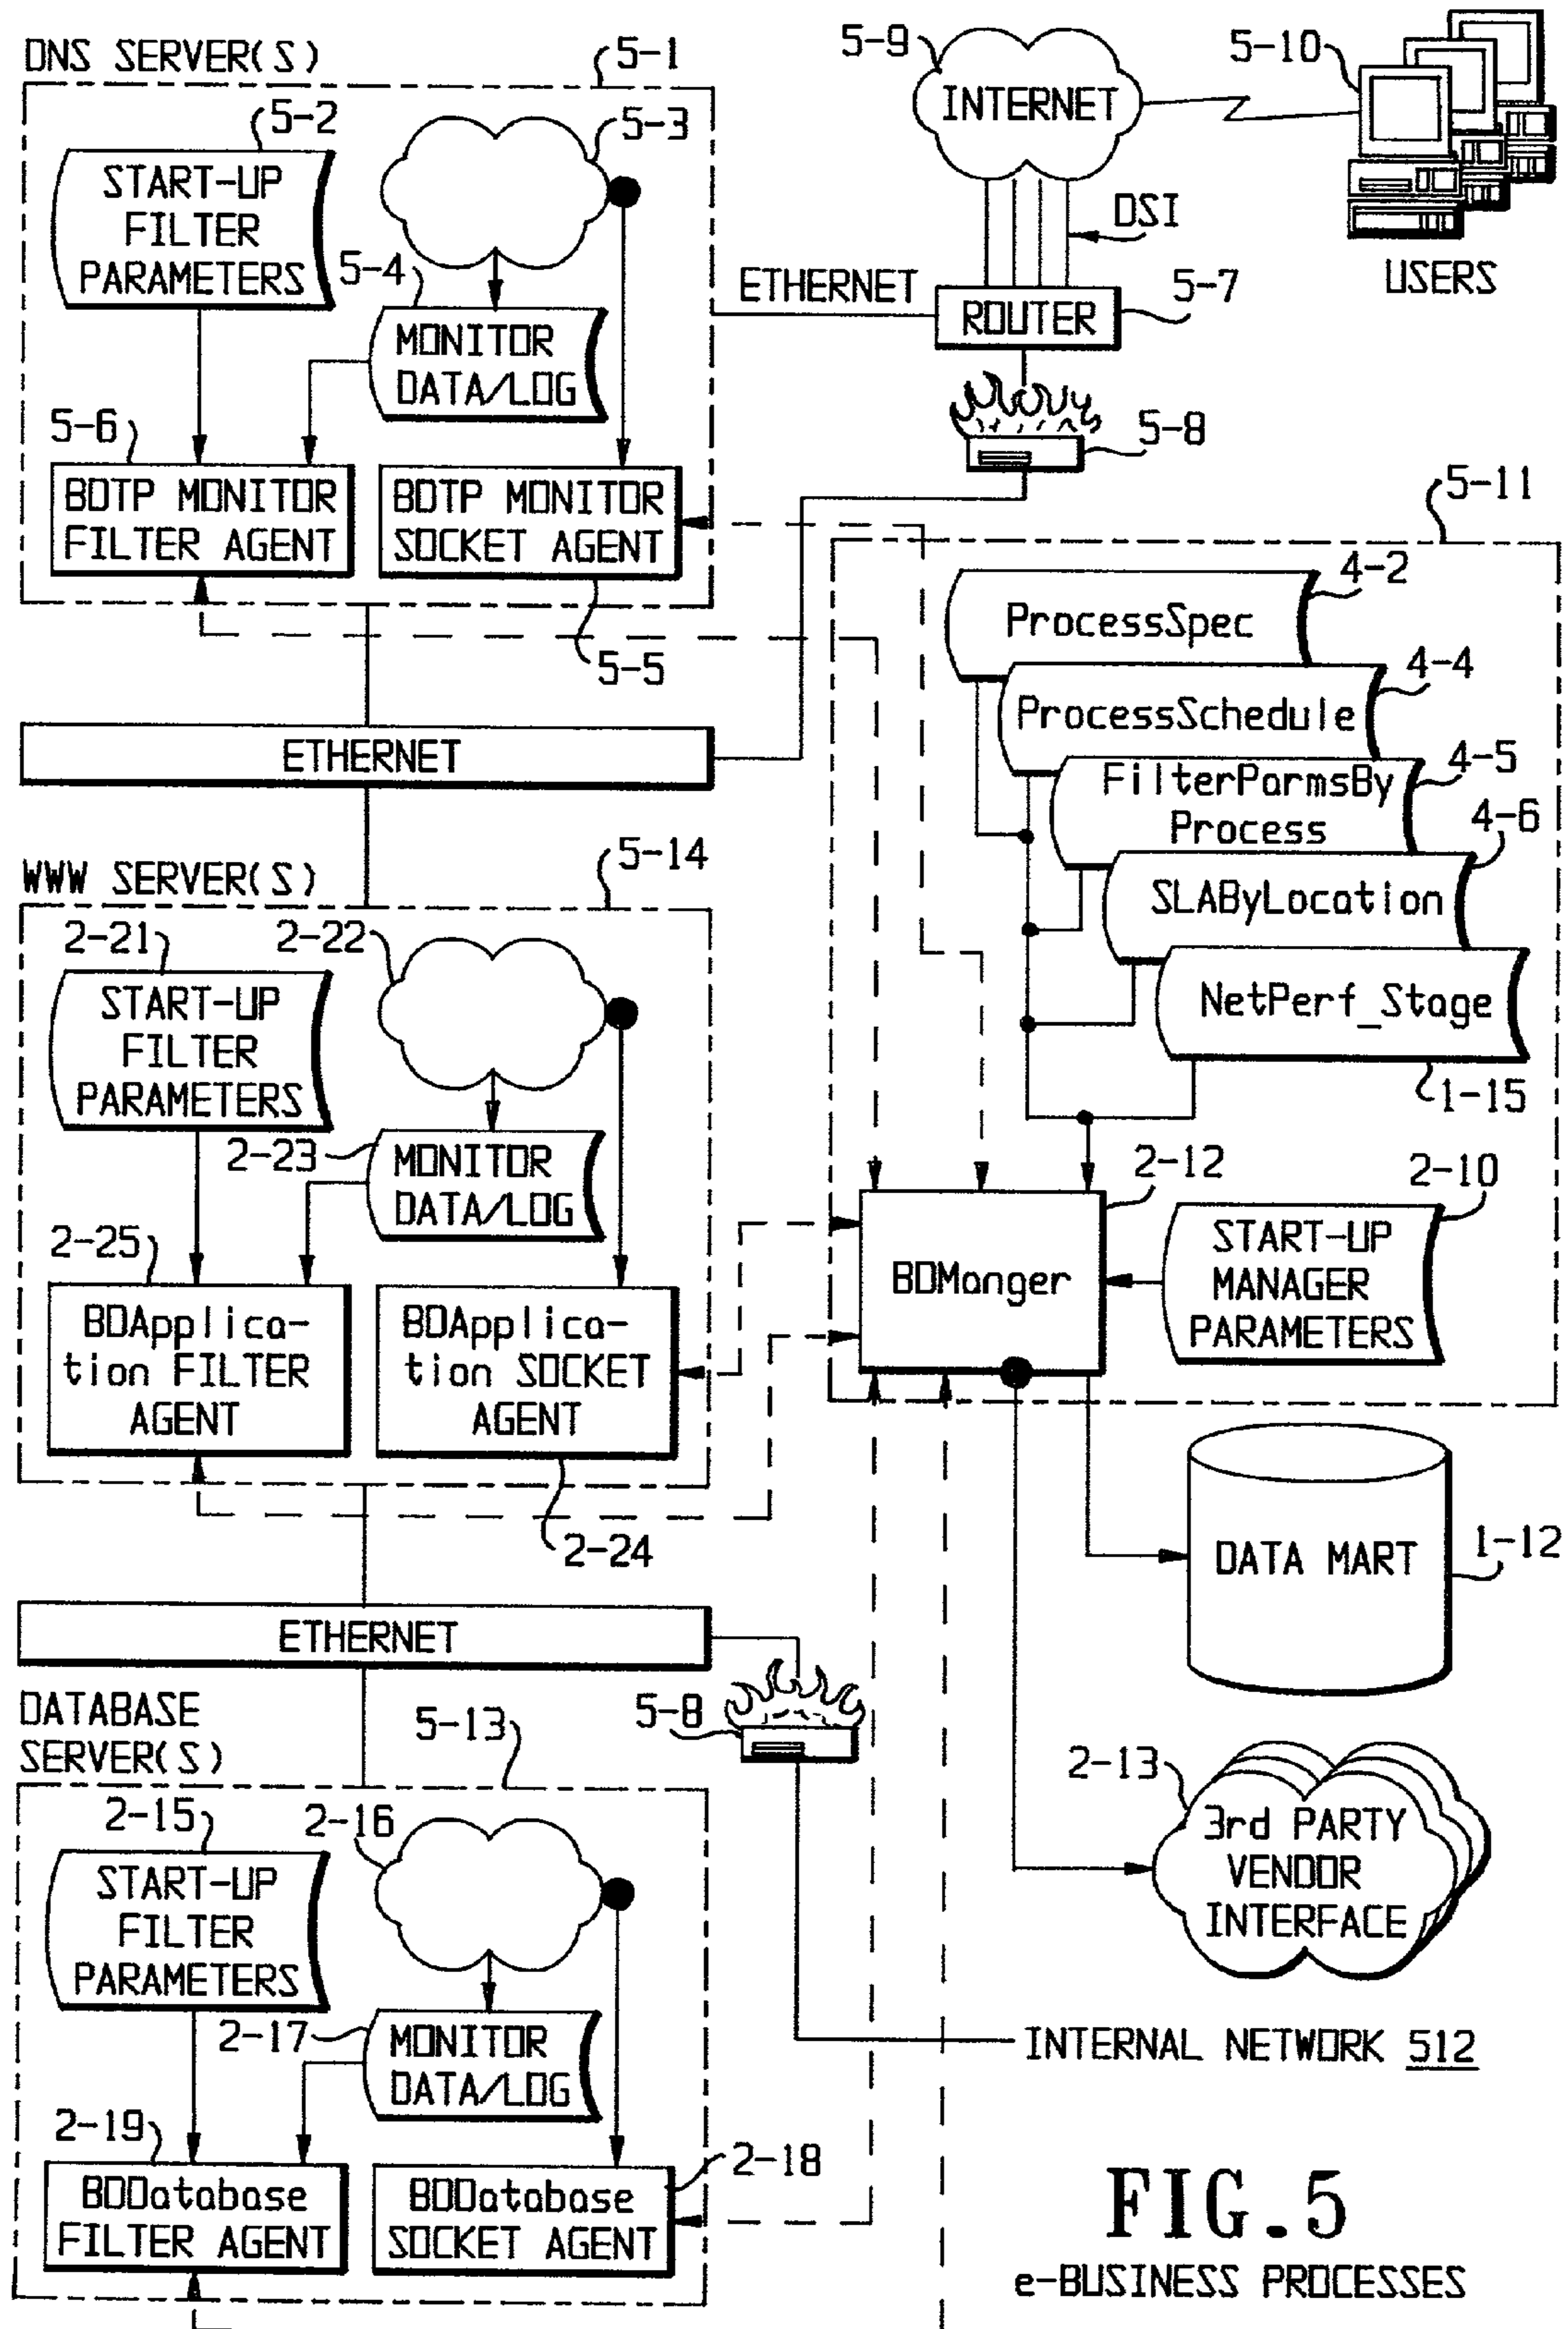 DNS SERVER(S)
5-1
5-2
START-UP
FILTER
PARAMETERS
5-3
5-4
MONITOR
DATA/LOG
5-6
BDTP MONITOR
FILTER AGENT
BDTP MONITOR
SOCKET AGENT
5-5
5-9
INTERNET
5-10
USERS
DSI
ETHERNET
ROUTER
5-7
5-8
ETHERNET
5-11
ProcessSpec
4-2
ProcessSchedule
4-4
FilterParmsBy
Process
4-5
SLAByLocation
4-6
NetPerf_Stage
1-15
WWW SERVER(S)
5-14
2-21
START-UP
FILTER
PARAMETERS
2-22
2-23
MONITOR
DATA/LOG
2-25
BDApplica-
tion FILTER
AGENT
BDApplica-
tion SOCKET
AGENT
2-24
2-12
BDManger
2-10
START-UP
MANAGER
PARAMETERS
DATA MART
1-12
ETHERNET
5-8
DATABASE
SERVER(S)
5-13
2-15
START-UP
FILTER
PARAMETERS
2-16
2-17
MONITOR
DATA/LOG
2-19
BDDatabase
FILTER AGENT
BDDatabase
SOCKET AGENT
2-18
2-13
3rd PARTY
VENDOR
INTERFACE
INTERNAL NETWORK 512
FIG.5
e-BUSINESS PROCESSES